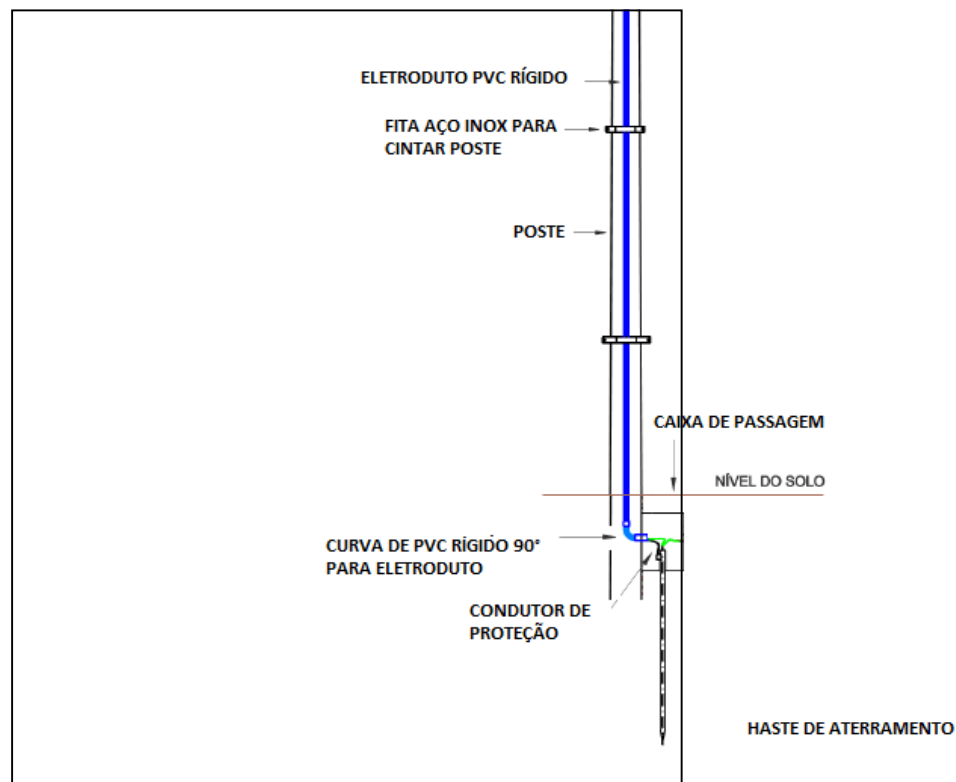 ELETRODUTO PVC RÍGIDO
FITA AÇO INOX PARA
CINTAR POSTE
POSTE
CAIXA DE PASSAGEM
NÍVEL DO SOLO
CURVA DE PVC RÍGIDO 90°
PARA ELETRODUTO
CONDUTOR DE
PROTEÇÃO
HASTE DE ATERRAMENTO